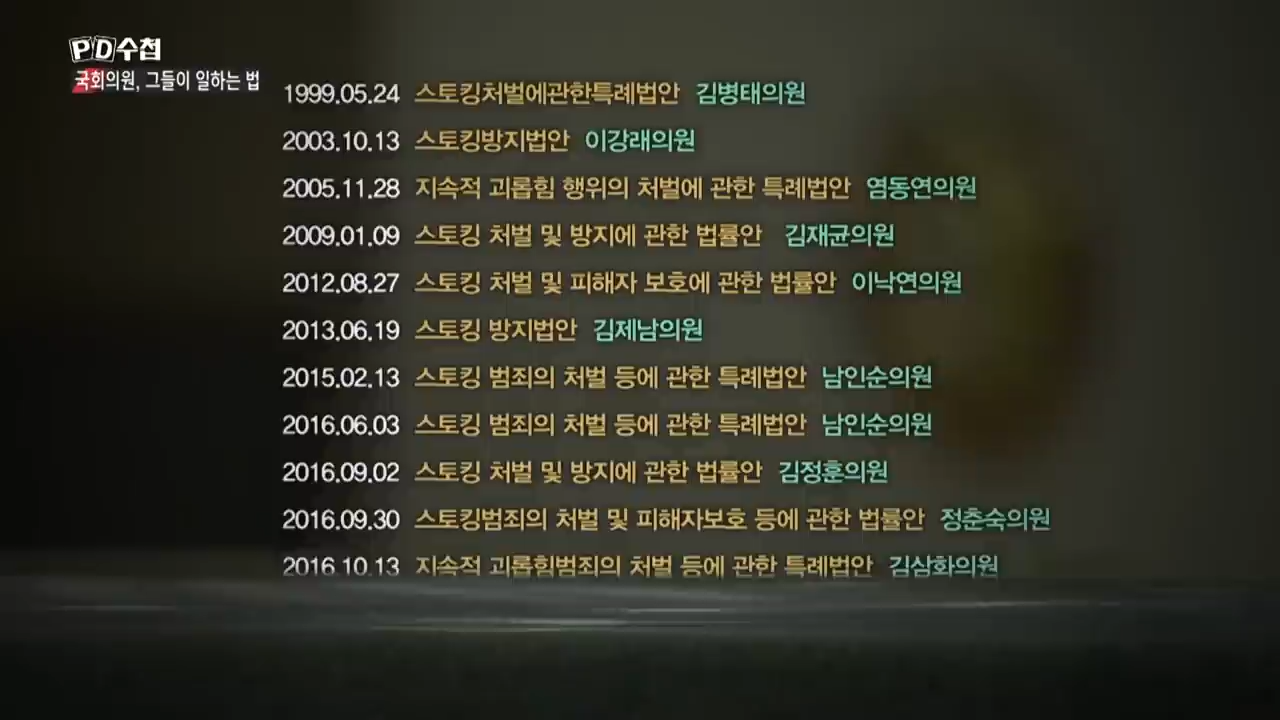 PD수첩
국회의원, 그들이 일하는 법
1999.05.24 스토킹처벌에관한특례법안 김병태의원
2003.10.13 스토킹방지법안 이강래의원
2005.11.28 지속적 괴롭힘 행위의 처벌에 관한 특례법안 염동연의원
2009.01.09 스토킹 처벌 및 방지에 관한 법률안 김재균의원
2012.08.27 스토킹 처벌 및 피해자 보호에 관한 법률안 이낙연의원
2013.06.19 스토킹 방지법안 김제남의원
2015.02.13 스토킹 범죄의 처벌 등에 관한 특례법안 남인순의원
2016.06.03 스토킹 범죄의 처벌 등에 관한 특례법안 남인순의원
2016.09.02 스토킹 처벌 및 방지에 관한 법률안 김정훈의원
2016.09.30 스토킹범죄의 처벌 및 피해자보호 등에 관한 법률안 정춘숙의원
2016.10.13 지속적 괴롭힘범죄의 처벌 등에 관한 특례법안 김삼화의원